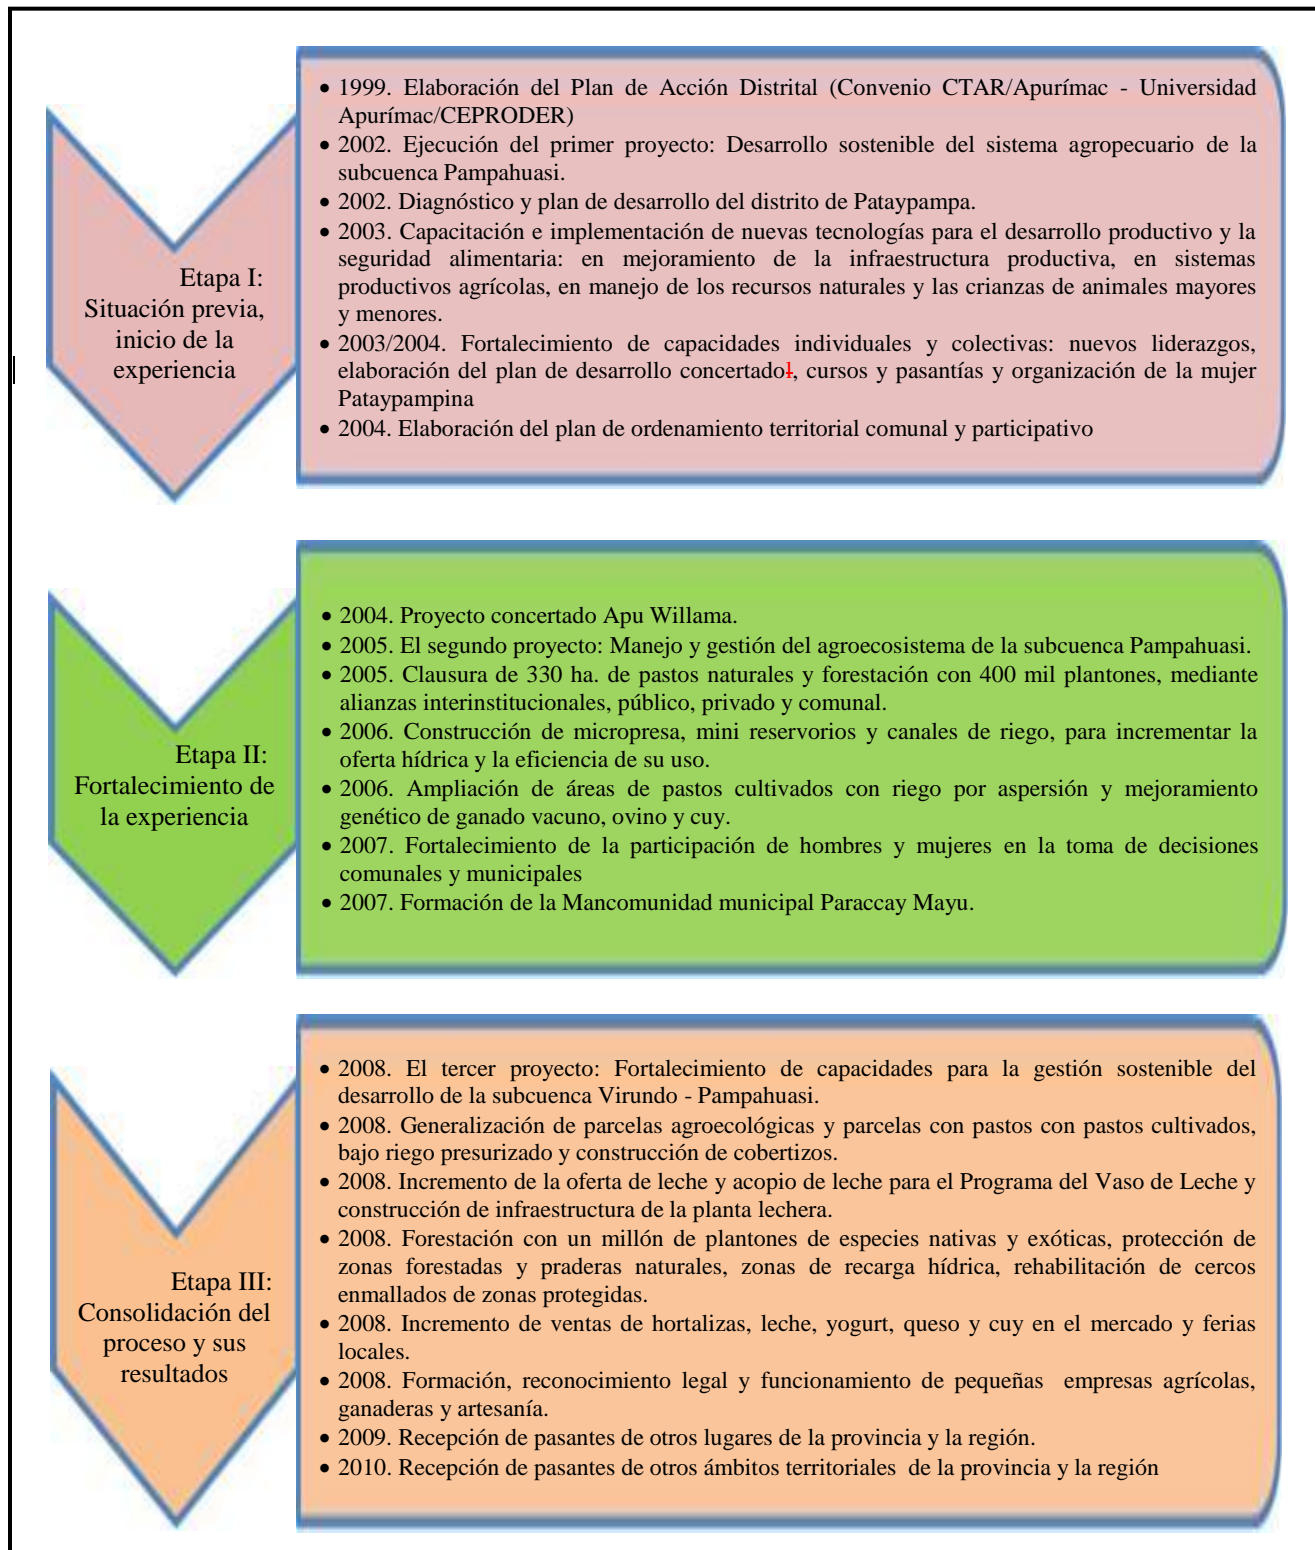 Etapa I:
Situación previa,
inicio de la
experiencia
• 1999. Elaboración del Plan de Acción Distrital (Convenio CTAR/Apurímac - Universidad
Apurímac/CEPRODER)
• 2002. Ejecución del primer proyecto: Desarrollo sostenible del sistema agropecuario de la
subcuenca Pampahuasi.
• 2002. Diagnóstico y plan de desarrollo del distrito de Pataypampa.
• 2003. Capacitación e implementación de nuevas tecnologías para el desarrollo productivo y la
seguridad alimentaria: en mejoramiento de la infraestructura productiva, en sistemas
productivos agrícolas, en manejo de los recursos naturales y las crianzas de animales mayores
y menores.
• 2003/2004. Fortalecimiento de capacidades individuales y colectivas: nuevos liderazgos,
elaboración del plan de desarrollo concertadol, cursos y pasantías y organización de la mujer
Pataypampina
• 2004. Elaboración del plan de ordenamiento territorial comunal y participativo
Etapa II:
Fortalecimiento de
la experiencia
• 2004. Proyecto concertado Apu Willama.
• 2005. El segundo proyecto: Manejo y gestión del agroecosistema de la subcuenca Pampahuasi.
• 2005. Clausura de 330 ha. de pastos naturales y forestación con 400 mil plantones, mediante
alianzas interinstitucionales, público, privado y comunal.
• 2006. Construcción de micropresa, mini reservorios y canales de riego, para incrementar la
oferta hídrica y la eficiencia de su uso.
• 2006. Ampliación de áreas de pastos cultivados con riego por aspersión y mejoramiento
genético de ganado vacuno, ovino y cuy.
• 2007. Fortalecimiento de la participación de hombres y mujeres en la toma de decisiones
comunales y municipales
• 2007. Formación de la Mancomunidad municipal Paraccay Mayu.
Etapa III:
Consolidación del
proceso y sus
resultados
• 2008. El tercer proyecto: Fortalecimiento de capacidades para la gestión sostenible del
desarrollo de la subcuenca Virundo - Pampahuasi.
• 2008. Generalización de parcelas agroecológicas y parcelas con pastos con pastos cultivados,
bajo riego presurizado y construcción de cobertizos.
• 2008. Incremento de la oferta de leche y acopio de leche para el Programa del Vaso de Leche y
construcción de infraestructura de la planta lechera.
• 2008. Forestación con un millón de plantones de especies nativas y exóticas, protección de
zonas forestadas y praderas naturales, zonas de recarga hídrica, rehabilitación de cercos
enmallados de zonas protegidas.
• 2008. Incremento de ventas de hortalizas, leche, yogurt, queso y cuy en el mercado y ferias
locales.
• 2008. Formación, reconocimiento legal y funcionamiento de pequeñas empresas agrícolas,
ganaderas y artesanía.
• 2009. Recepción de pasantes de otros lugares de la provincia y la región.
• 2010. Recepción de pasantes de otros ámbitos territoriales de la provincia y la región